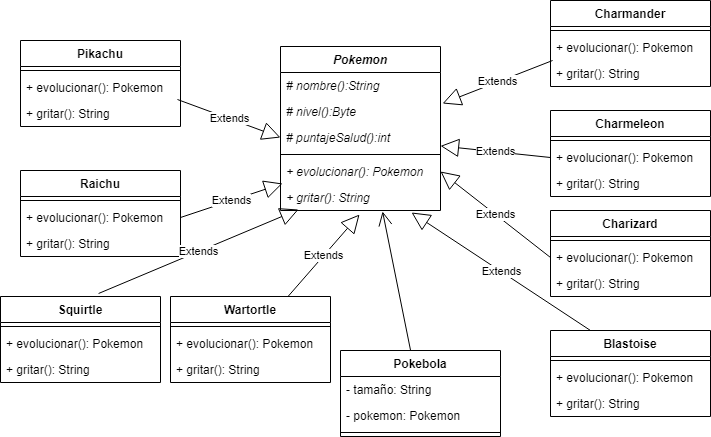 Pikachu
+ evolucionar(): Pokemon
+ gritar(): String
Pokemon
# nombre():String
# nivel():Byte
# puntajeSalud():int
+ evolucionar(): Pokemon
+ gritar(): String
Charmander
+ evolucionar(): Pokemon
+ gritar(): String
Extends
Extends
Charmeleon
+ evolucionar(): Pokemon
+ gritar(): String
Extends
Raichu
+ evolucionar(): Pokemon
+ gritar(): String
Extends
Charizard
+ evolucionar(): Pokemon
+ gritar(): String
Extends
Squirtle
+ evolucionar(): Pokemon
+ gritar(): String
Extends
Wartortle
+ evolucionar(): Pokemon
+ gritar(): String
Extends
Pokebola
- tamaño: String
- pokemon: Pokemon
Blastoise
+ evolucionar(): Pokemon
+ gritar(): String
Extends